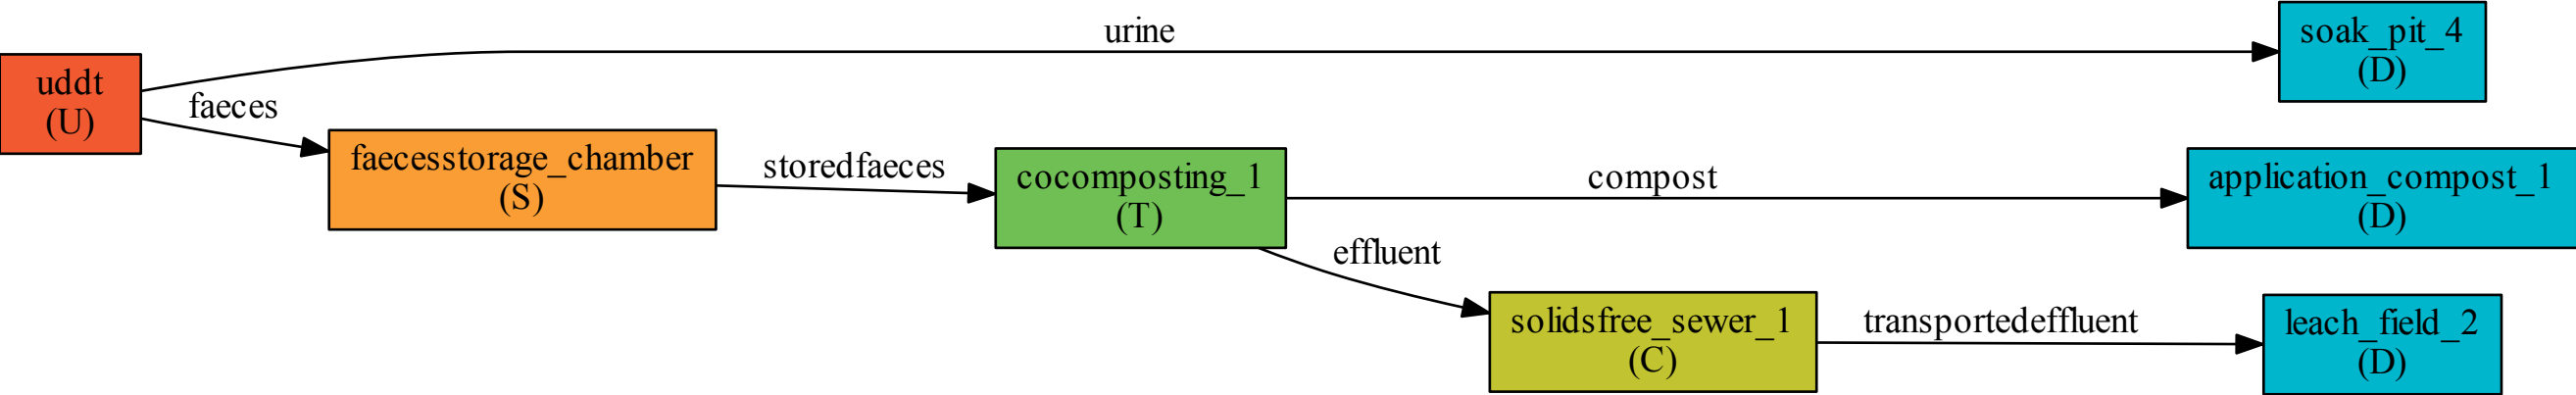 urine
soak_pit_4
(D)
uddt
(U)
faeces
faecesstorage_chamber
(S)
storedfaeces
cocomposting_1
(T)
compost
application_compost_1
(D)
effluent
solidsfree_sewer_1
(C)
transportedeffluent
leach_field_2
(D)